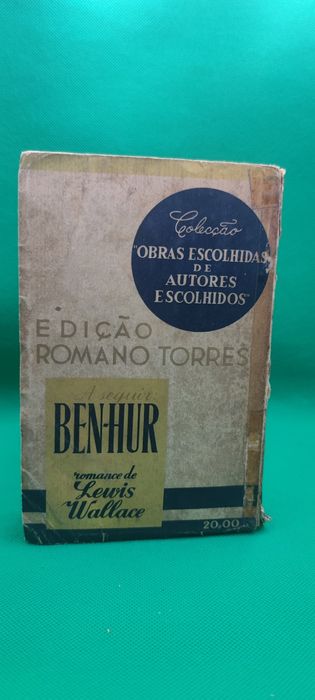 Colecção
"OBRAS ESCOLHIDAS
DE
AUTORES
ESCOLHIDOS"
EDIÇÃO
ROMANO TORRES
A seguir:
BEN-HUR
romance de
Lewis
Wallace
20,00